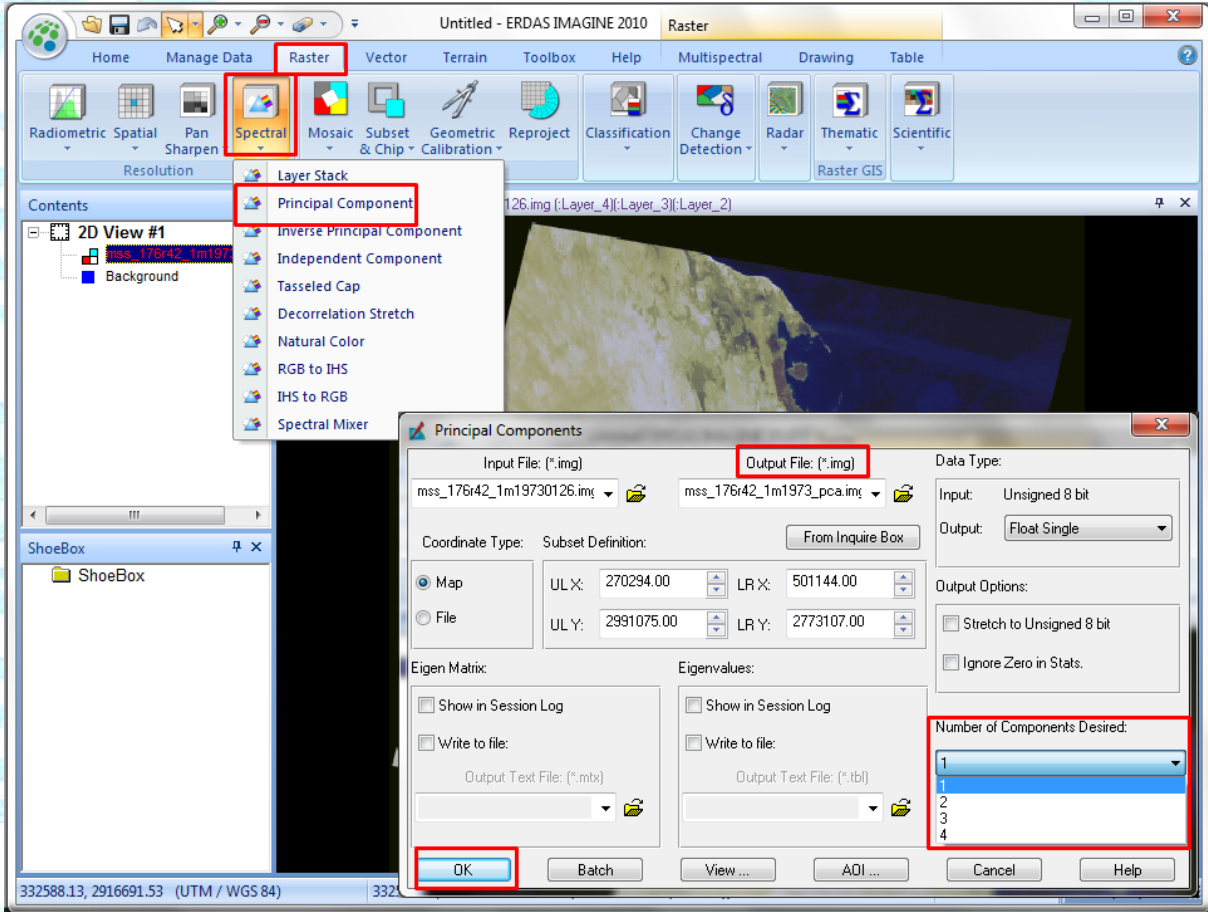 Untitled - ERDAS IMAGINE 2010
Raster
Home Manage Data Raster Vector Terrain Toolbox Help Multispectral Drawing Table
Radiometric Spatial Pan Sharpen Spectral Mosaic Subset & Chip Geometric Calibration Reproject Classification Change Detection Radar Thematic Scientific
Resolution
Raster GIS
Layer Stack
Principal Component
Inverse Principal Component
Independent Component
Tasseled Cap
Decorrelation Stretch
Natural Color
RGB to IHS
IHS to RGB
Spectral Mixer
Contents
2D View #1
mss_176r42_1m197
Background
126.img (:Layer_4)(:Layer_3)(:Layer_2)
ShoeBox
ShoeBox
Principal Components
Input File: (*.img)
Output File: (*.img)
Data Type:
mss_176r42_1m19730126.img
mss_176r42_1m1973_pca.img
Input: Unsigned 8 bit
Output: Float Single
Coordinate Type:
Subset Definition:
From Inquire Box
Map
File
UL X: 270294.00
LR X: 501144.00
UL Y: 2991075.00
LR Y: 2773107.00
Output Options:
Stretch to Unsigned 8 bit
Ignore Zero in Stats.
Eigen Matrix:
Show in Session Log
Write to file:
Output Text File: (*.mtx)
Eigenvalues:
Show in Session Log
Write to file:
Output Text File: (*.tbl)
Number of Components Desired:
1
1
2
3
4
OK Batch View ... AOI ... Cancel Help
332588.13, 2916691.53 (UTM / WGS 84)
332